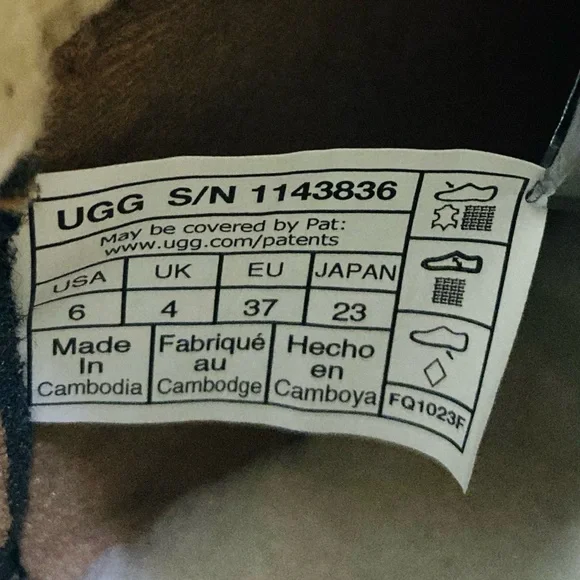 UGG S/N 1143836
May be covered by Pat:
www.ugg.com/patents
USA UK EU JAPAN
6 4 37 23
Made In Cambodia
Fabriqué au Cambodge
Hecho en Camboya
FQ1023F